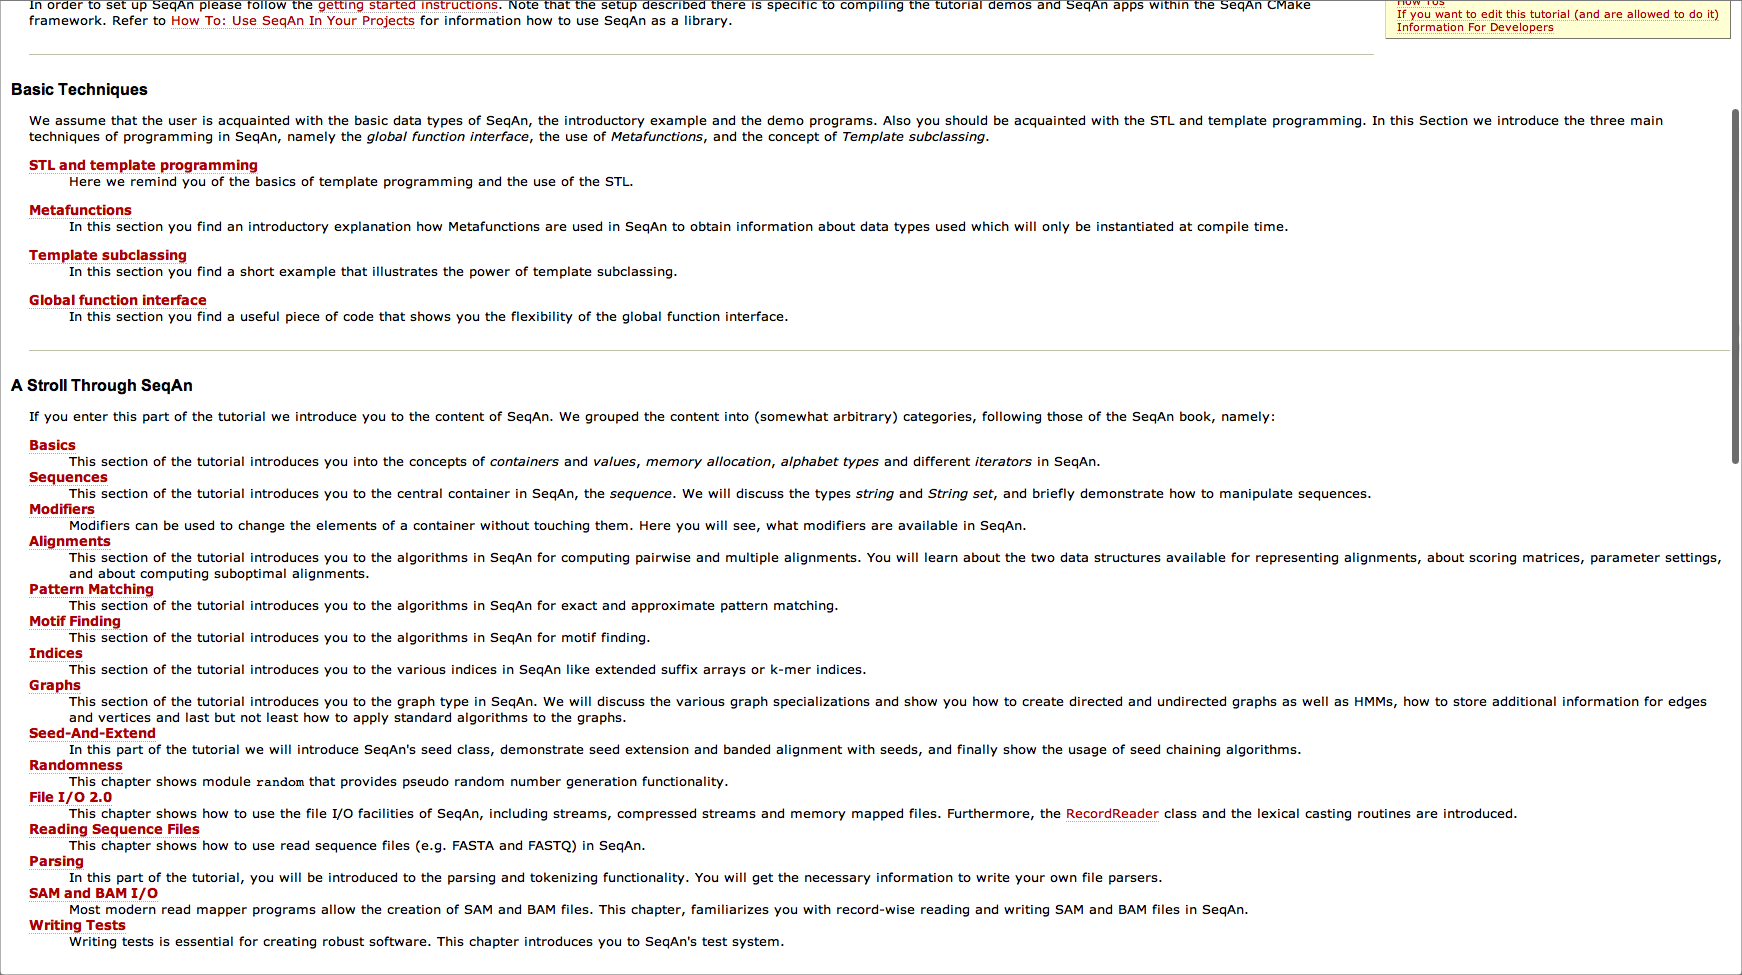 In order to set up SeqAn please follow the getting started instructions. Note that the setup described there is specific to compiling the tutorial demos and SeqAn apps within the SeqAn CMake
framework. Refer to How To: Use SeqAn In Your Projects for information how to use SeqAn as a library.
How Tos
If you want to edit this tutorial (and are allowed to do it)
Information For Developers
Basic Techniques
We assume that the user is acquainted with the basic data types of SeqAn, the introductory example and the demo programs. Also you should be acquainted with the STL and template programming. In this Section we introduce the three main
techniques of programming in SeqAn, namely the global function interface, the use of Metafunctions, and the concept of Template subclassing.
STL and template programming
Here we remind you of the basics of template programming and the use of the STL.
Metafunctions
In this section you find an introductory explanation how Metafunctions are used in SeqAn to obtain information about data types used which will only be instantiated at compile time.
Template subclassing
In this section you find a short example that illustrates the power of template subclassing.
Global function interface
In this section you find a useful piece of code that shows you the flexibility of the global function interface.
A Stroll Through SeqAn
If you enter this part of the tutorial we introduce you to the content of SeqAn. We grouped the content into (somewhat arbitrary) categories, following those of the SeqAn book, namely:
Basics
This section of the tutorial introduces you into the concepts of containers and values, memory allocation, alphabet types and different iterators in SeqAn.
Sequences
This section of the tutorial introduces you to the central container in SeqAn, the sequence. We will discuss the types string and String set, and briefly demonstrate how to manipulate sequences.
Modifiers
Modifiers can be used to change the elements of a container without touching them. Here you will see, what modifiers are available in SeqAn.
Alignments
This section of the tutorial introduces you to the algorithms in SeqAn for computing pairwise and multiple alignments. You will learn about the two data structures available for representing alignments, about scoring matrices, parameter settings,
and about computing suboptimal alignments.
Pattern Matching
This section of the tutorial introduces you to the algorithms in SeqAn for exact and approximate pattern matching.
Motif Finding
This section of the tutorial introduces you to the algorithms in SeqAn for motif finding.
Indices
This section of the tutorial introduces you to the various indices in SeqAn like extended suffix arrays or k-mer indices.
Graphs
This section of the tutorial introduces you to the graph type in SeqAn. We will discuss the various graph specializations and show you how to create directed and undirected graphs as well as HMMs, how to store additional information for edges
and vertices and last but not least how to apply standard algorithms to the graphs.
Seed-And-Extend
In this part of the tutorial we will introduce SeqAn's seed class, demonstrate seed extension and banded alignment with seeds, and finally show the usage of seed chaining algorithms.
Randomness
This chapter shows module random that provides pseudo random number generation functionality.
File I/O 2.0
This chapter shows how to use the file I/O facilities of SeqAn, including streams, compressed streams and memory mapped files. Furthermore, the RecordReader class and the lexical casting routines are introduced.
Reading Sequence Files
This chapter shows how to use read sequence files (e.g. FASTA and FASTQ) in SeqAn.
Parsing
In this part of the tutorial, you will be introduced to the parsing and tokenizing functionality. You will get the necessary information to write your own file parsers.
SAM and BAM I/O
Most modern read mapper programs allow the creation of SAM and BAM files. This chapter, familiarizes you with record-wise reading and writing SAM and BAM files in SeqAn.
Writing Tests
Writing tests is essential for creating robust software. This chapter introduces you to SeqAn's test system.